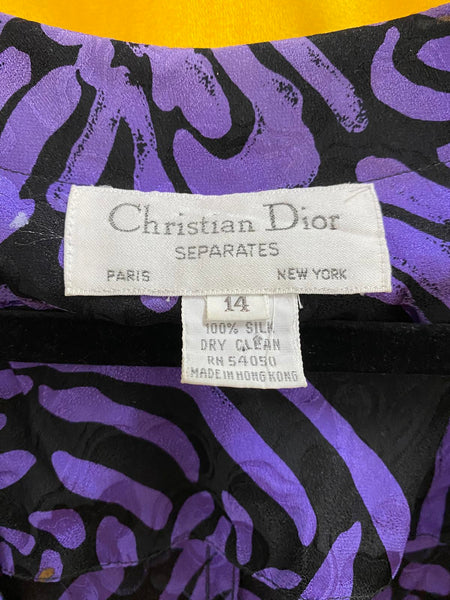 Christian Dior
SEPARATES
PARIS NEW YORK
14
100% SILK
DRY CLEAN
RN 54050
MADE IN HONG KONG